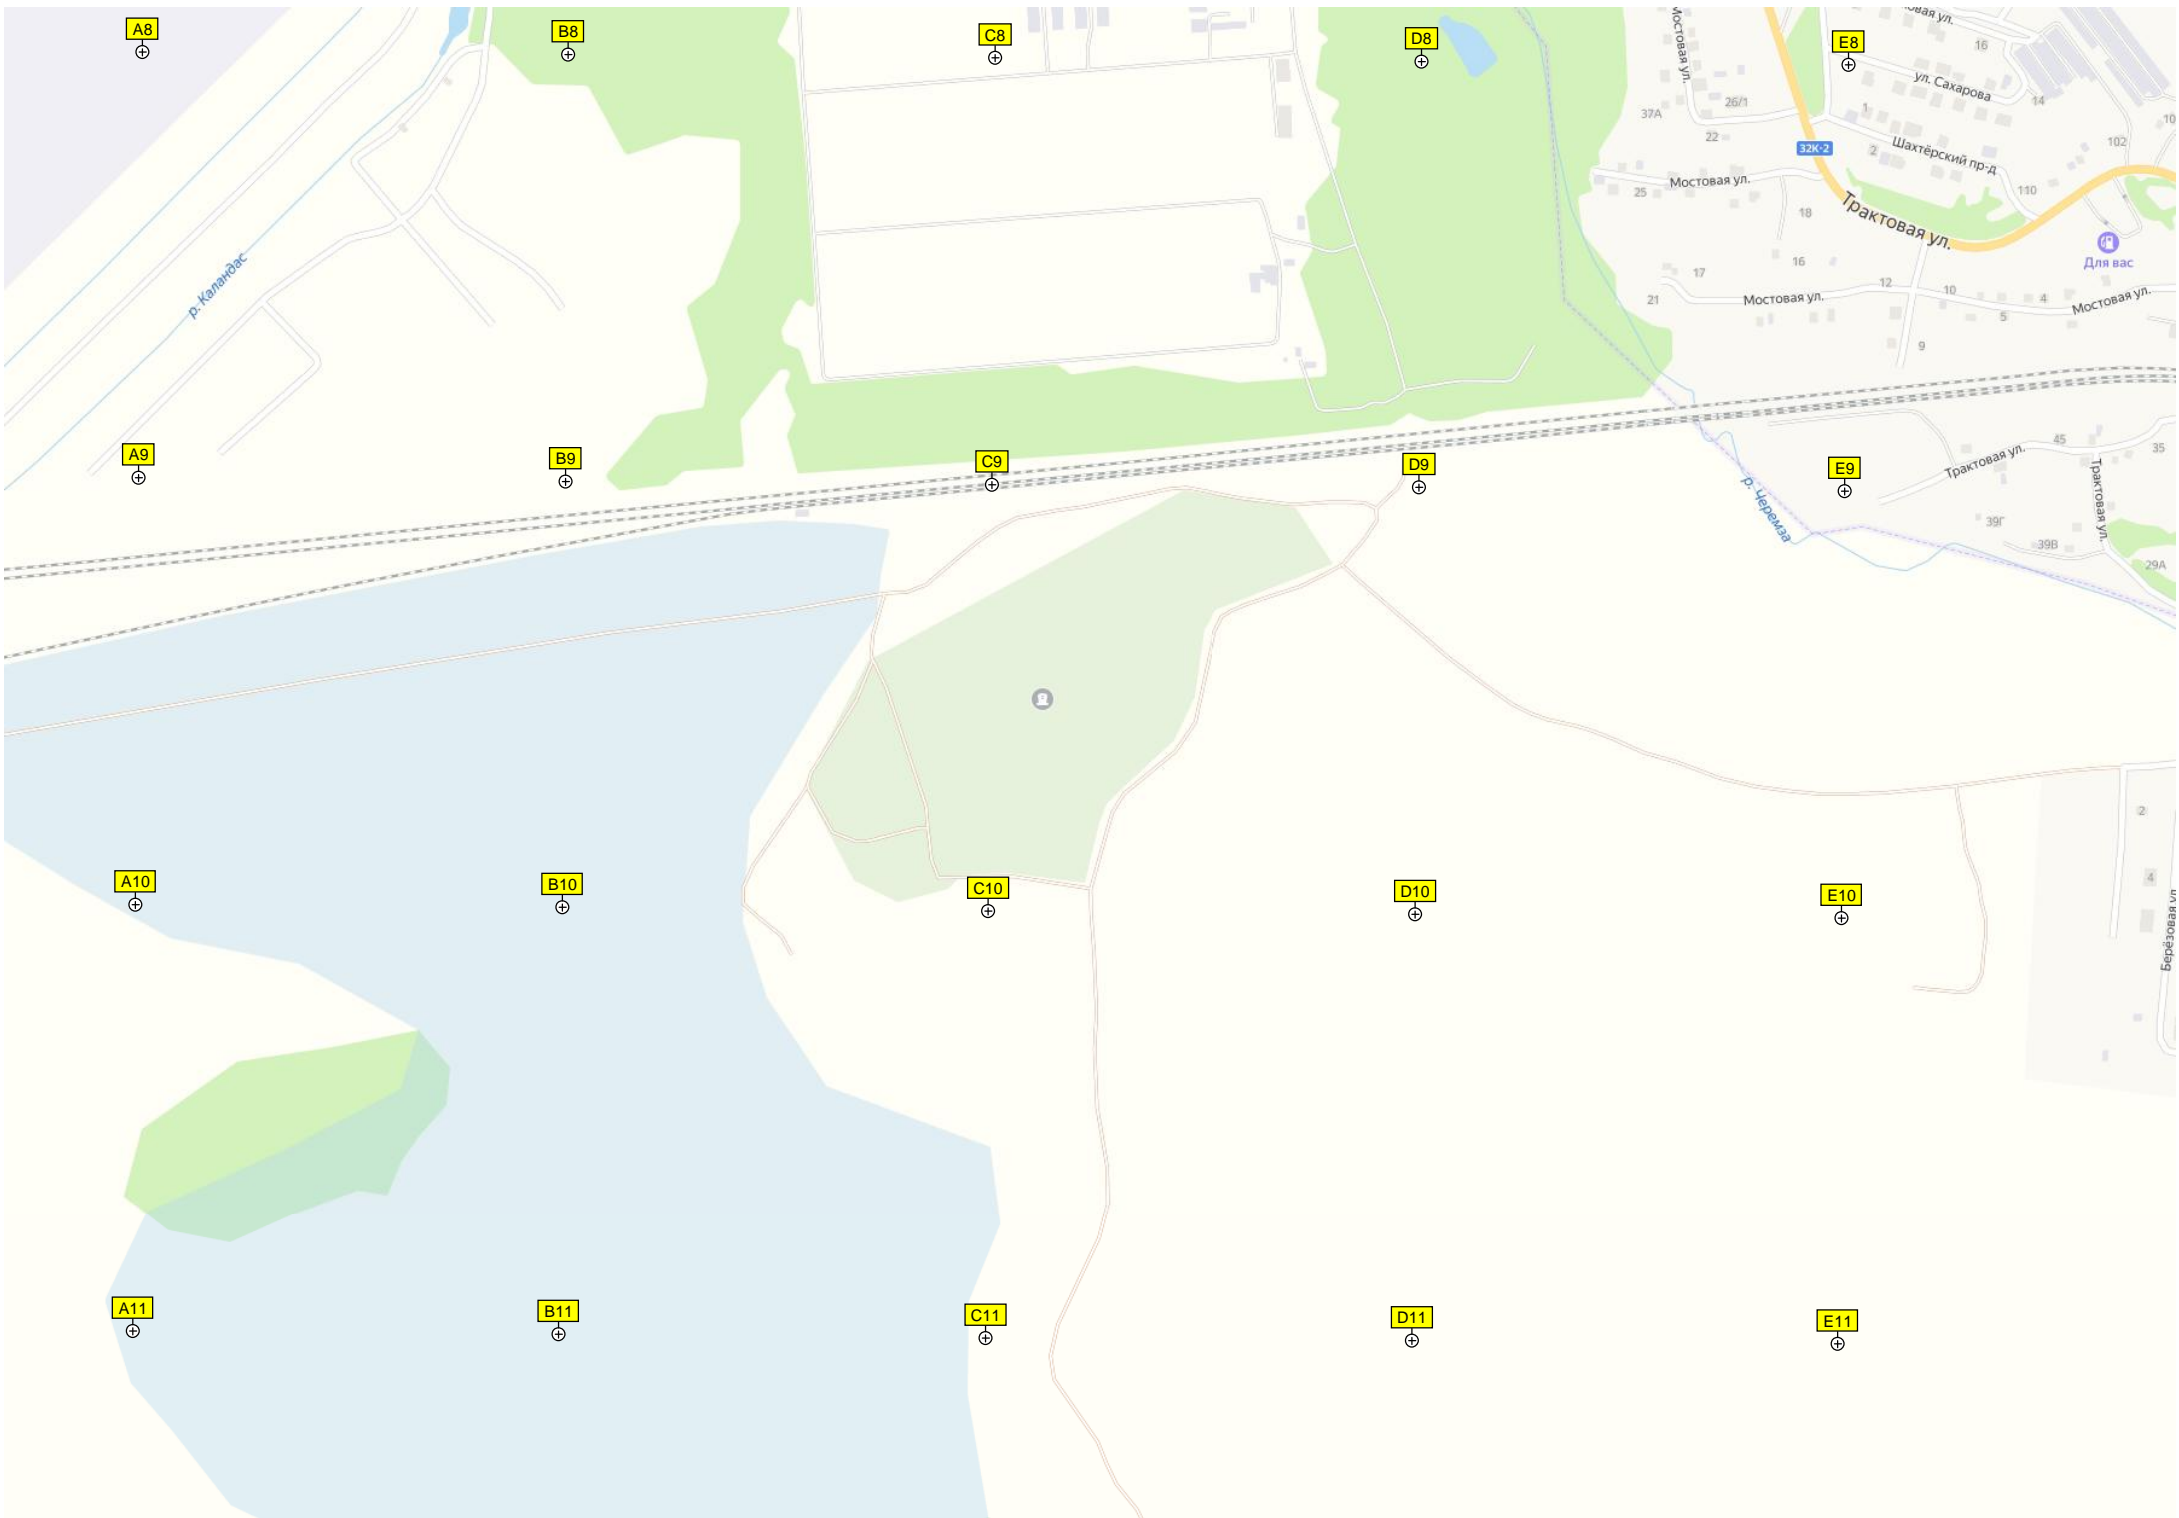 A8
B8
C8
D8
E8
Мостовая ул.
овая ул.
16
ул. Сахарова
1
14
37А
26/1
22
32К-2
2
Шахтёрский пр-д
102
10
25
Мостовая ул.
110
18
Трактовая ул.
Для вас
р. Каландас
17
16
21
Мостовая ул.
12
10
4
5
Мостовая ул.
9
A9
B9
C9
D9
E9
р. Черемза
45
35
Трактовая ул.
Трактовая ул.
39Г
39В
29А
2
4
A10
B10
C10
D10
E10
Берёзовая ул.
A11
B11
C11
D11
E11